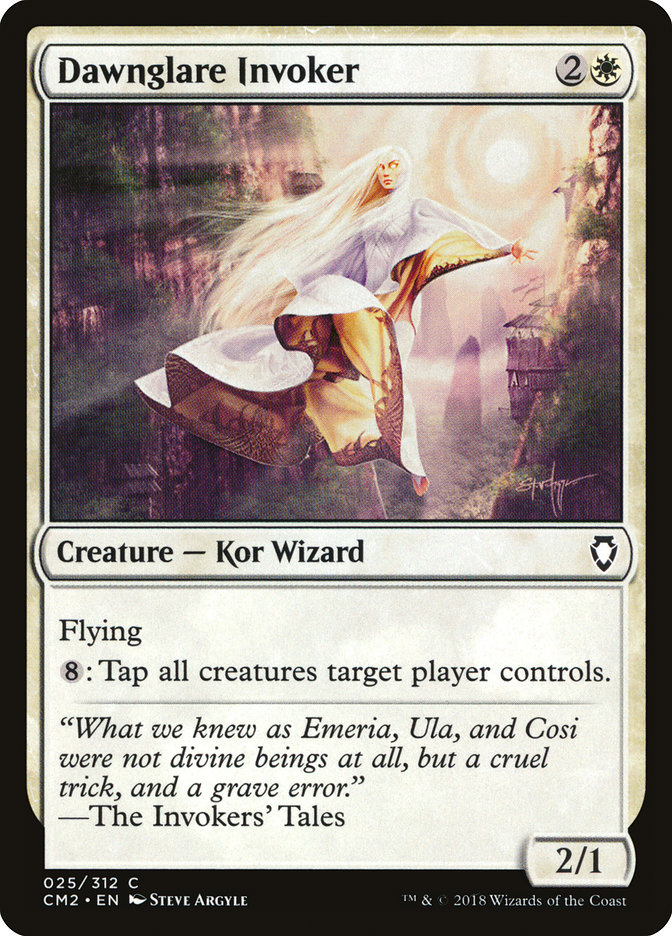 Dawnglare Invoker 2
Creature — Kor Wizard
Flying
8: Tap all creatures target player controls.
“What we knew as Emeria, Ula, and Cosi
were not divine beings at all, but a cruel
trick, and a grave error.”
—The Invokers’ Tales
2/1
025/312 C
CM2 • EN Steve Argyle ™ & © 2018 Wizards of the Coast